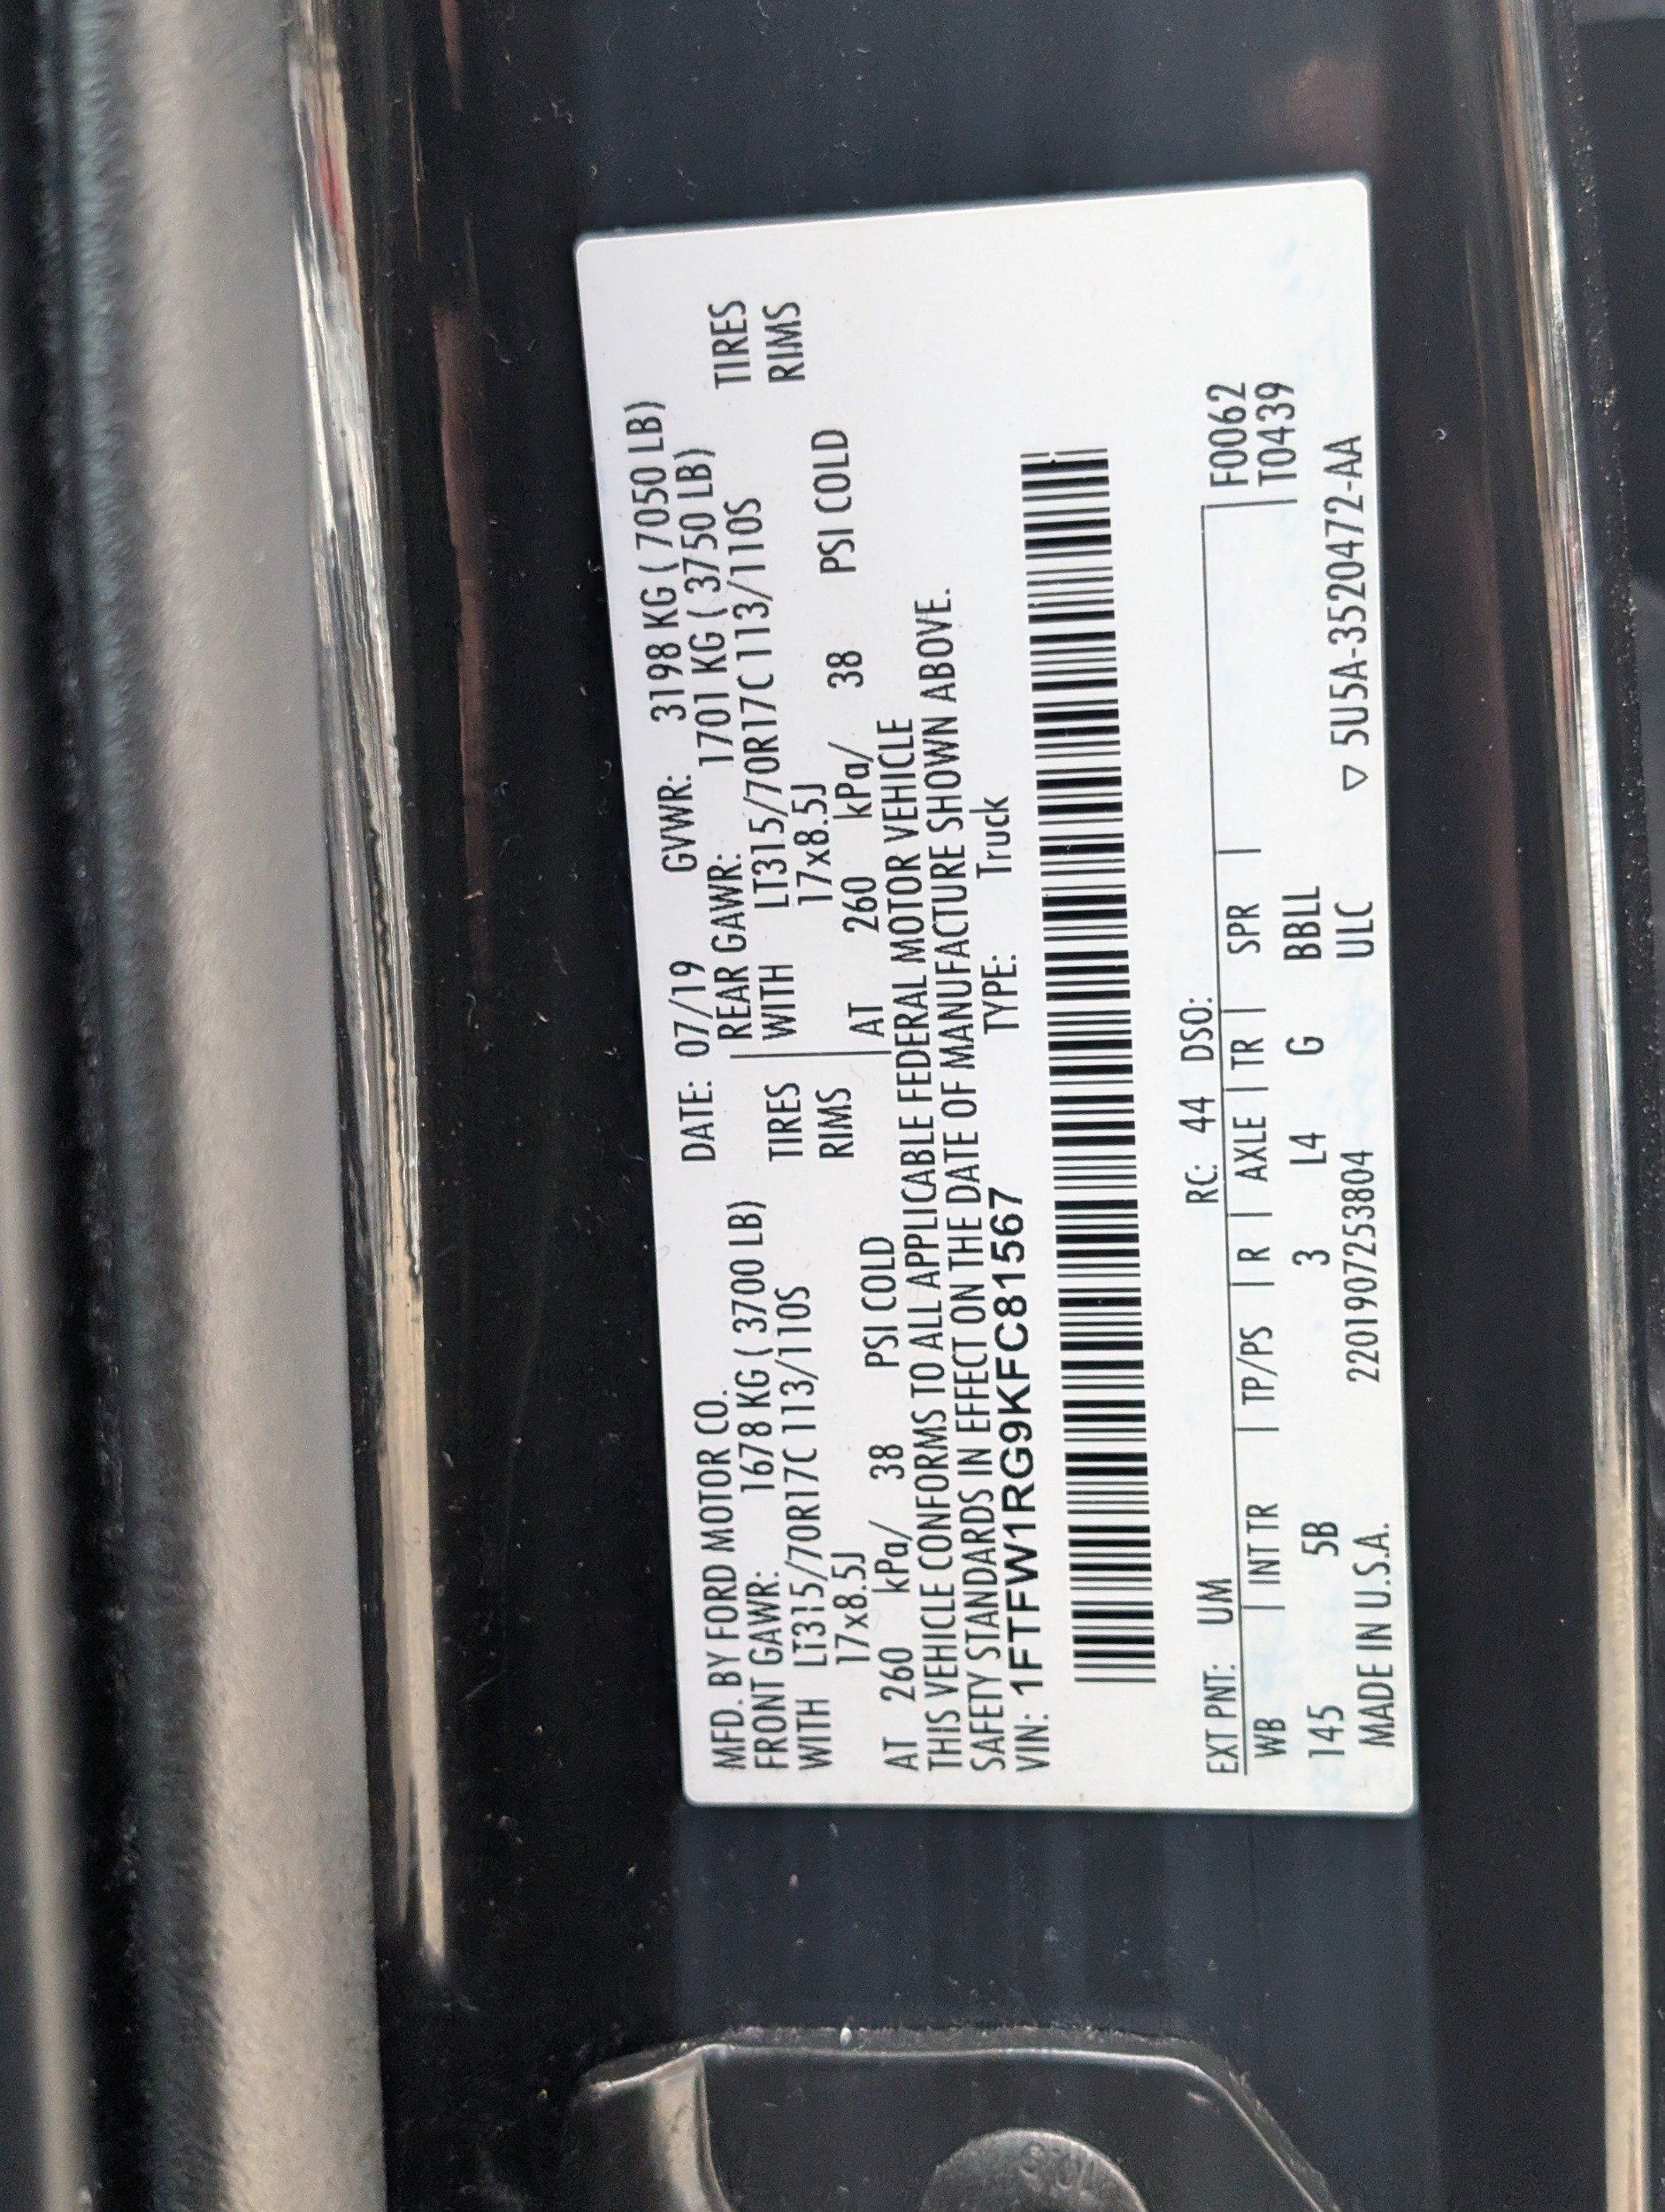 MFD. BY FORD MOTOR CO. DATE: 07/19 GVWR: 3198 KG ( 7050 LB)
FRONT GAWR: 1678 KG ( 3700 LB) REAR GAWR: 1701 KG ( 3750 LB)
WITH LT315/70R17C 113/110S TIRES WITH LT315/70R17C 113/110S TIRES
17x8.5J RIMS 17x8.5J RIMS
AT 260 kPa/ 38 PSI COLD AT 260 kPa/ 38 PSI COLD
THIS VEHICLE CONFORMS TO ALL APPLICABLE FEDERAL MOTOR VEHICLE
SAFETY STANDARDS IN EFFECT ON THE DATE OF MANUFACTURE SHOWN ABOVE.
VIN: 1FTFW1RG9KFC81567 TYPE: Truck
EXT PNT: UM RC: 44 DSO:
WB | INT TR | TP/PS | R | AXLE | TR | SPR | F0062
145 5B 3 L4 G BBLL T0439
MADE IN U.S.A. 2201907253804 ULC ▽ 5U5A-3520472-AA